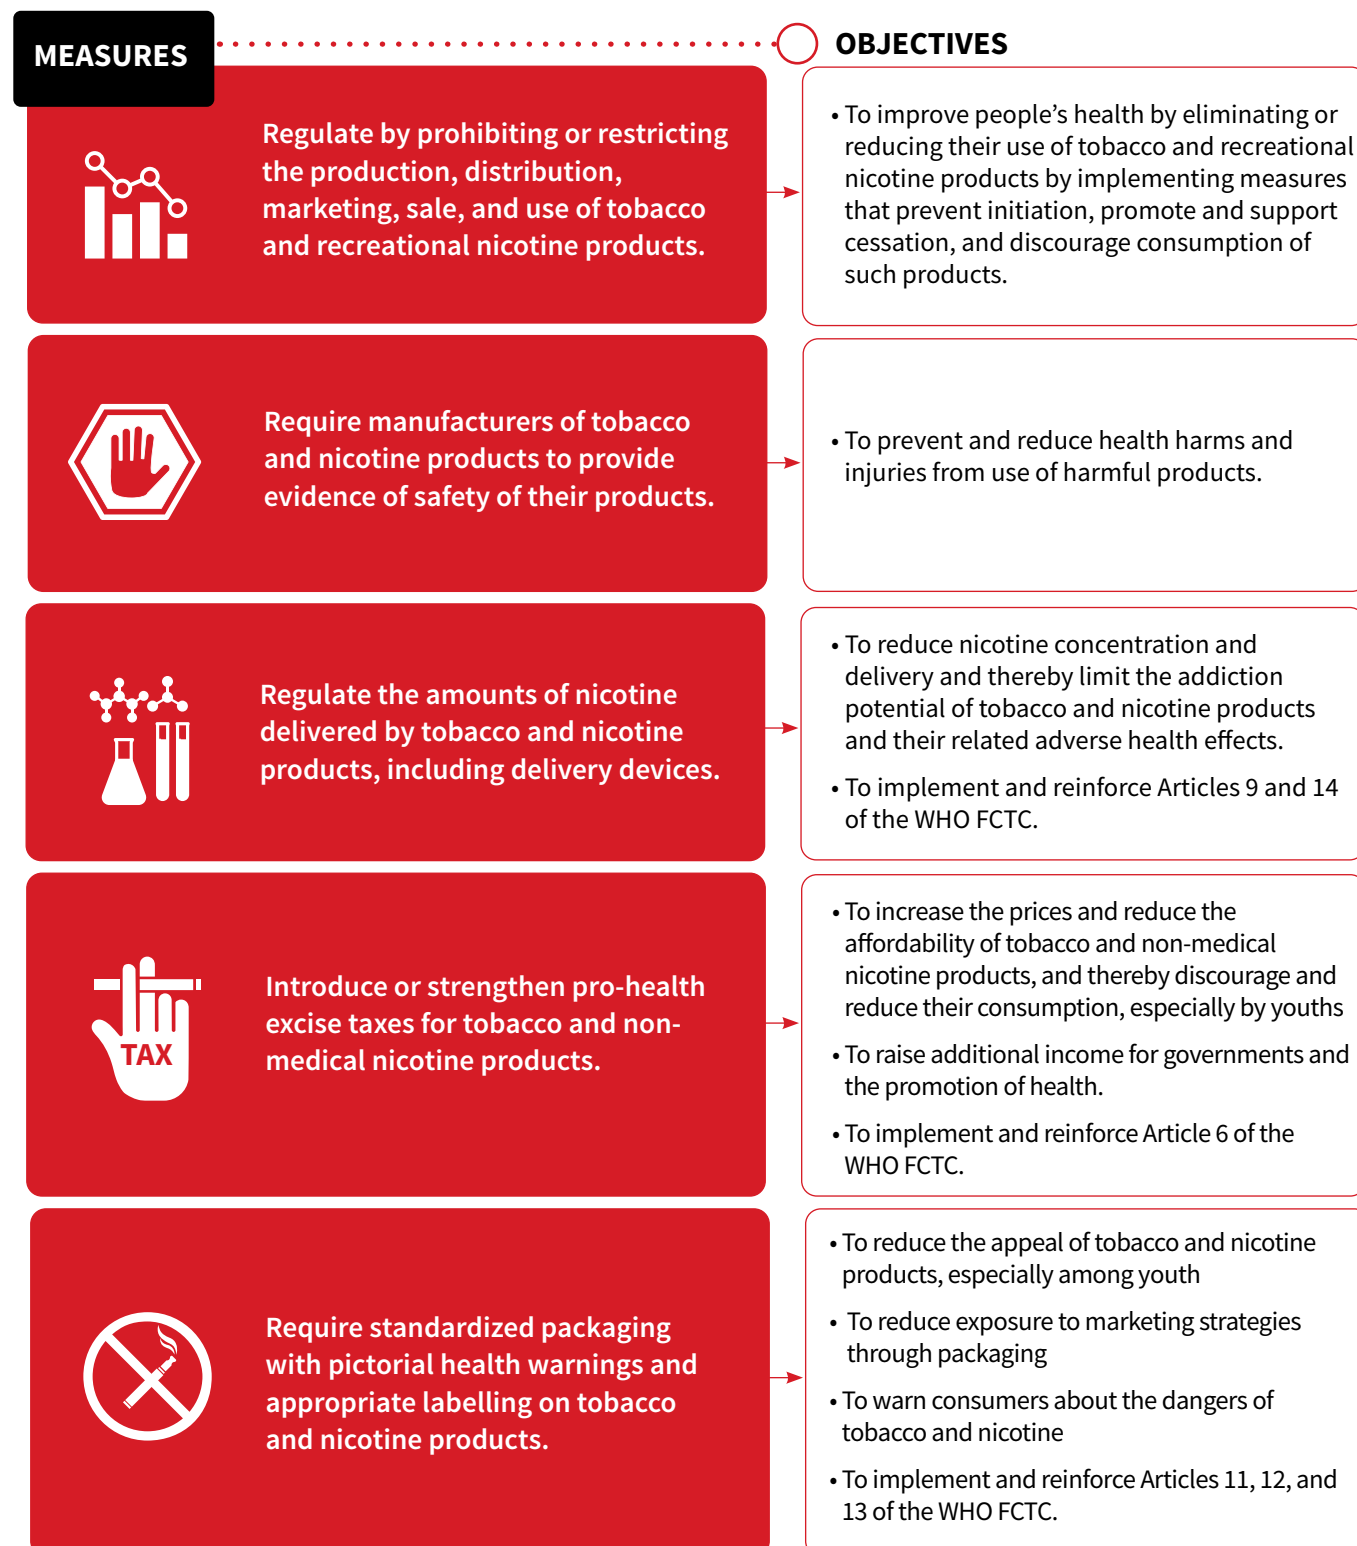 MEASURES
OBJECTIVES
Regulate by prohibiting or restricting
the production, distribution,
marketing, sale, and use of tobacco
and recreational nicotine products.
• To improve people’s health by eliminating or
reducing their use of tobacco and recreational
nicotine products by implementing measures
that prevent initiation, promote and support
cessation, and discourage consumption of
such products.
Require manufacturers of tobacco
and nicotine products to provide
evidence of safety of their products.
• To prevent and reduce health harms and
injuries from use of harmful products.
Regulate the amounts of nicotine
delivered by tobacco and nicotine
products, including delivery devices.
• To reduce nicotine concentration and
delivery and thereby limit the addiction
potential of tobacco and nicotine products
and their related adverse health effects.
• To implement and reinforce Articles 9 and 14
of the WHO FCTC.
TAX
Introduce or strengthen pro-health
excise taxes for tobacco and non-
medical nicotine products.
• To increase the prices and reduce the
affordability of tobacco and non-medical
nicotine products, and thereby discourage and
reduce their consumption, especially by youths
• To raise additional income for governments and
the promotion of health.
• To implement and reinforce Article 6 of the
WHO FCTC.
Require standardized packaging
with pictorial health warnings and
appropriate labelling on tobacco
and nicotine products.
• To reduce the appeal of tobacco and nicotine
products, especially among youth
• To reduce exposure to marketing strategies
through packaging
• To warn consumers about the dangers of
tobacco and nicotine
• To implement and reinforce Articles 11, 12, and
13 of the WHO FCTC.